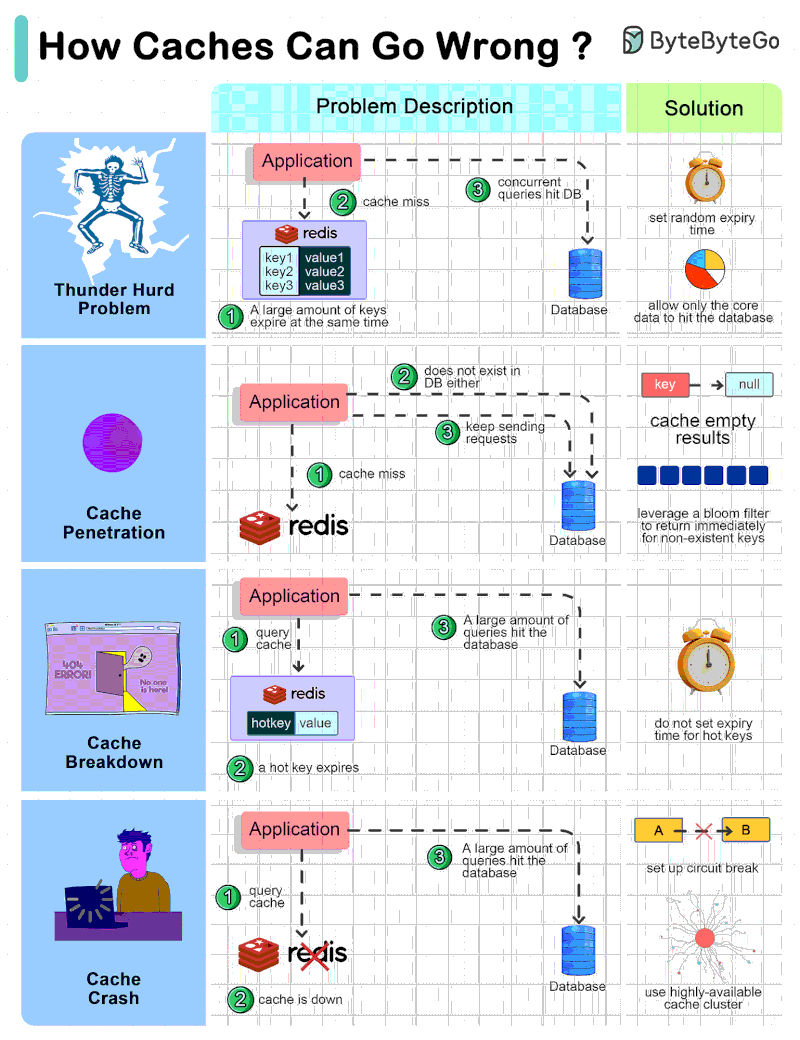 How Caches Can Go Wrong ?
ByteByteGo
Problem Description
Solution
Thunder Hurd
Problem
Application
2
cache miss
3
concurrent
queries hit DB
redis
key1 value1
key2 value2
key3 value3
1
A large amount of keys
expire at the same time
Database
set random expiry
time
allow only the core
data to hit the database
Cache
Penetration
Application
2
does not exist in
DB either
3
keep sending
requests
1
cache miss
redis
Database
key
null
cache empty
results
leverage a bloom filter
to return immediately
for non-existent keys
404
ERROR!
No one
is here!
Cache
Breakdown
Application
1
query
cache
3
A large amount of
queries hit the
database
redis
hotkey value
2
a hot key expires
Database
do not set expiry
time for hot keys
Cache
Crash
Application
1
query
cache
3
A large amount of
queries hit the
database
redis
2
cache is down
Database
A
B
set up circuit break
use highly-available
cache cluster